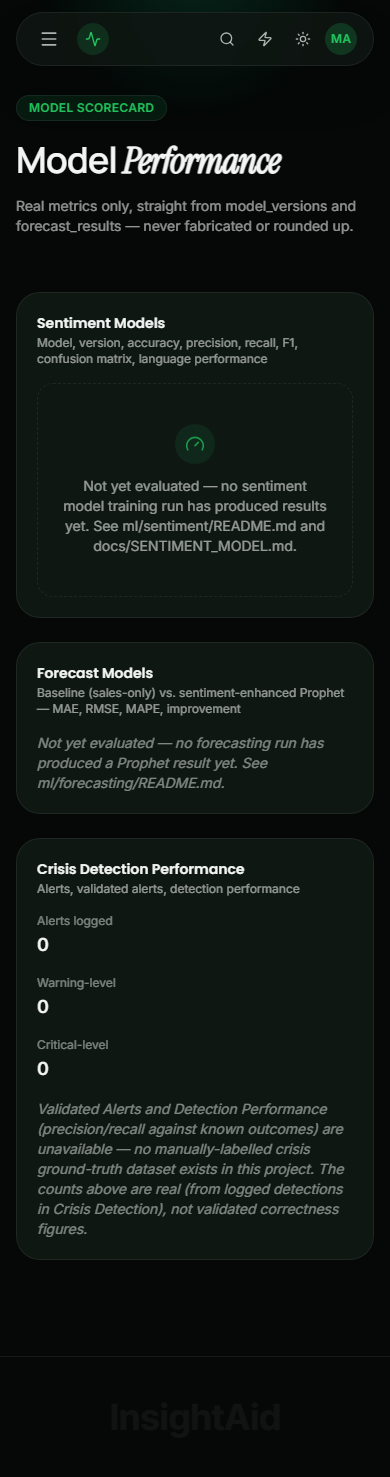 MA
MODEL SCORECARD
Model Performance
Real metrics only, straight from model_versions and
forecast_results — never fabricated or rounded up.
Sentiment Models
Model, version, accuracy, precision, recall, F1,
confusion matrix, language performance
Not yet evaluated — no sentiment
model training run has produced results
yet. See ml/sentiment/README.md and
docs/SENTIMENT_MODEL.md.
Forecast Models
Baseline (sales-only) vs. sentiment-enhanced Prophet
— MAE, RMSE, MAPE, improvement
Not yet evaluated — no forecasting run has
produced a Prophet result yet. See
ml/forecasting/README.md.
Crisis Detection Performance
Alerts, validated alerts, detection performance
Alerts logged
0
Warning-level
0
Critical-level
0
Validated Alerts and Detection Performance
(precision/recall against known outcomes) are
unavailable — no manually-labelled crisis
ground-truth dataset exists in this project. The
counts above are real (from logged detections
in Crisis Detection), not validated correctness
figures.
InsightAid